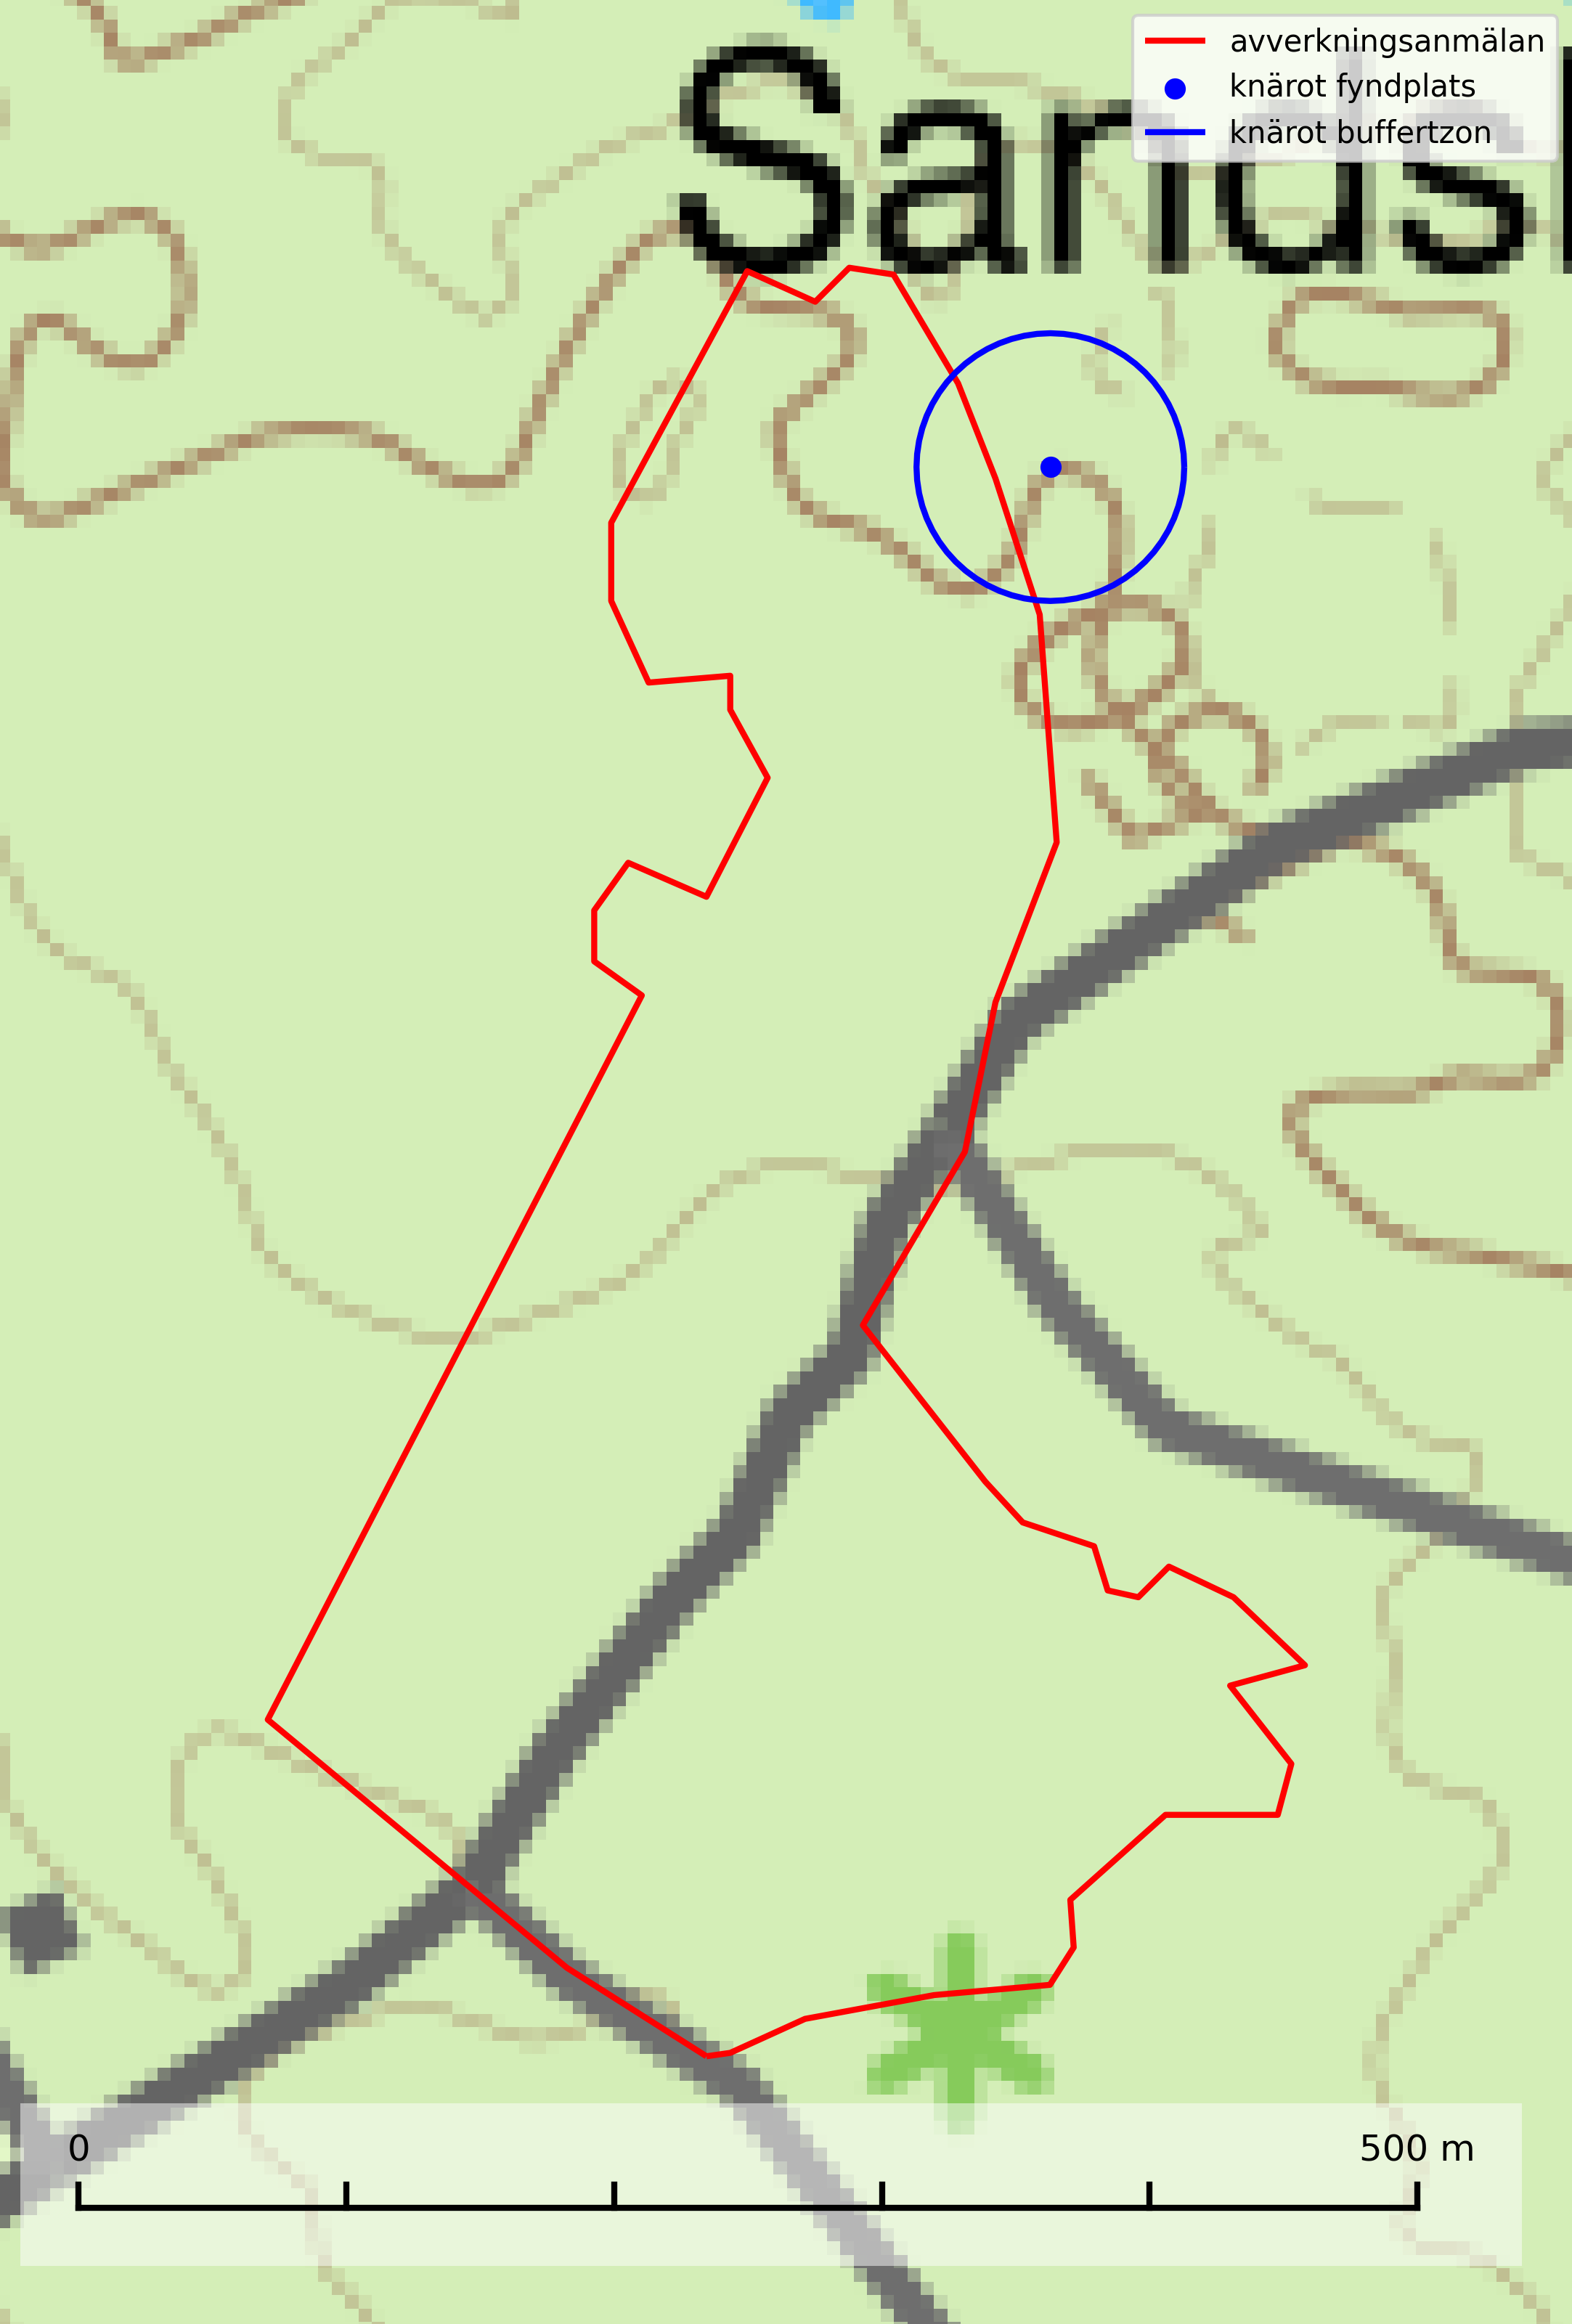 avverkningsanmälan
knärot fyndplats
knärot buffertzon
0 500 m